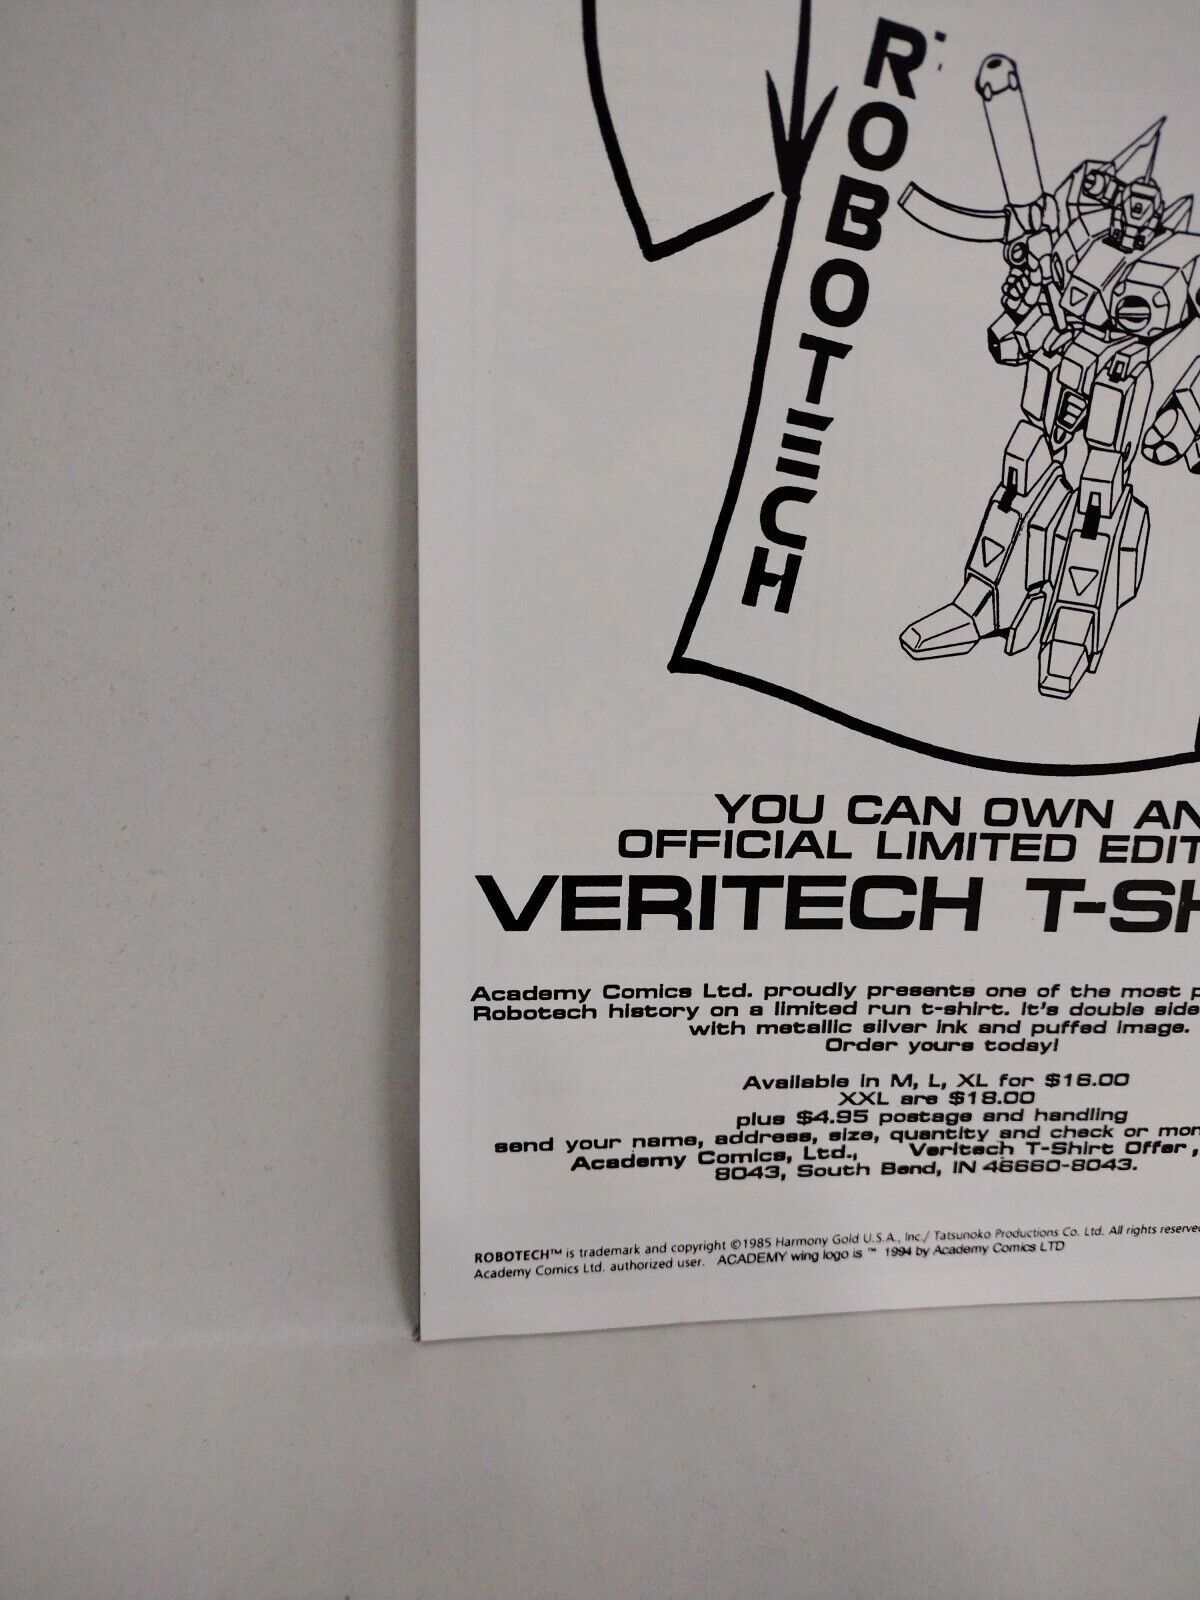 ROBOTECH
YOU CAN OWN AN
OFFICIAL LIMITED EDIT
VERITECH T-SH
Academy Comics Ltd. proudly presents one of the most p
Robotech history on a limited run t-shirt. It's double side
with metallic silver ink and puffed image.
Order yours today!
Available in M, L, XL for $16.00
XXL are $18.00
plus $4.95 postage and handling
send your name, address, size, quantity and check or mon
Academy Comics, Ltd., Veritech T-Shirt Offer,
8043, South Bend, IN 46660-8043.
ROBOTECH™ is trademark and copyright ©1985 Harmony Gold U.S.A., Inc./ Tatsunoko Productions Co. Ltd. All rights reserved
Academy Comics Ltd. authorized user. ACADEMY wing logo is ™ 1994 by Academy Comics LTD